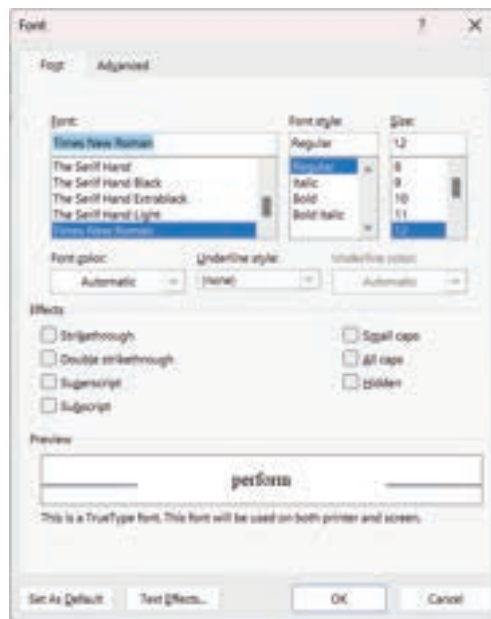 Font ? X
Font Advanced
Font: Font style: Size:
Times New Roman Regular 12
The Serif Hand Regular 8
The Serif Hand Black Italic 9
The Serif Hand Extrablack Bold 10
The Serif Hand Light Bold Italic 11
Times New Roman 12
Font color: Underline style: Underline color:
Automatic (none) Automatic
Effects
Strikethrough Small caps
Double strikethrough All caps
Superscript Hidden
Subscript
Preview
perform
This is a TrueType font. This font will be used on both printer and screen.
Set As Default Text Effects... OK Cancel